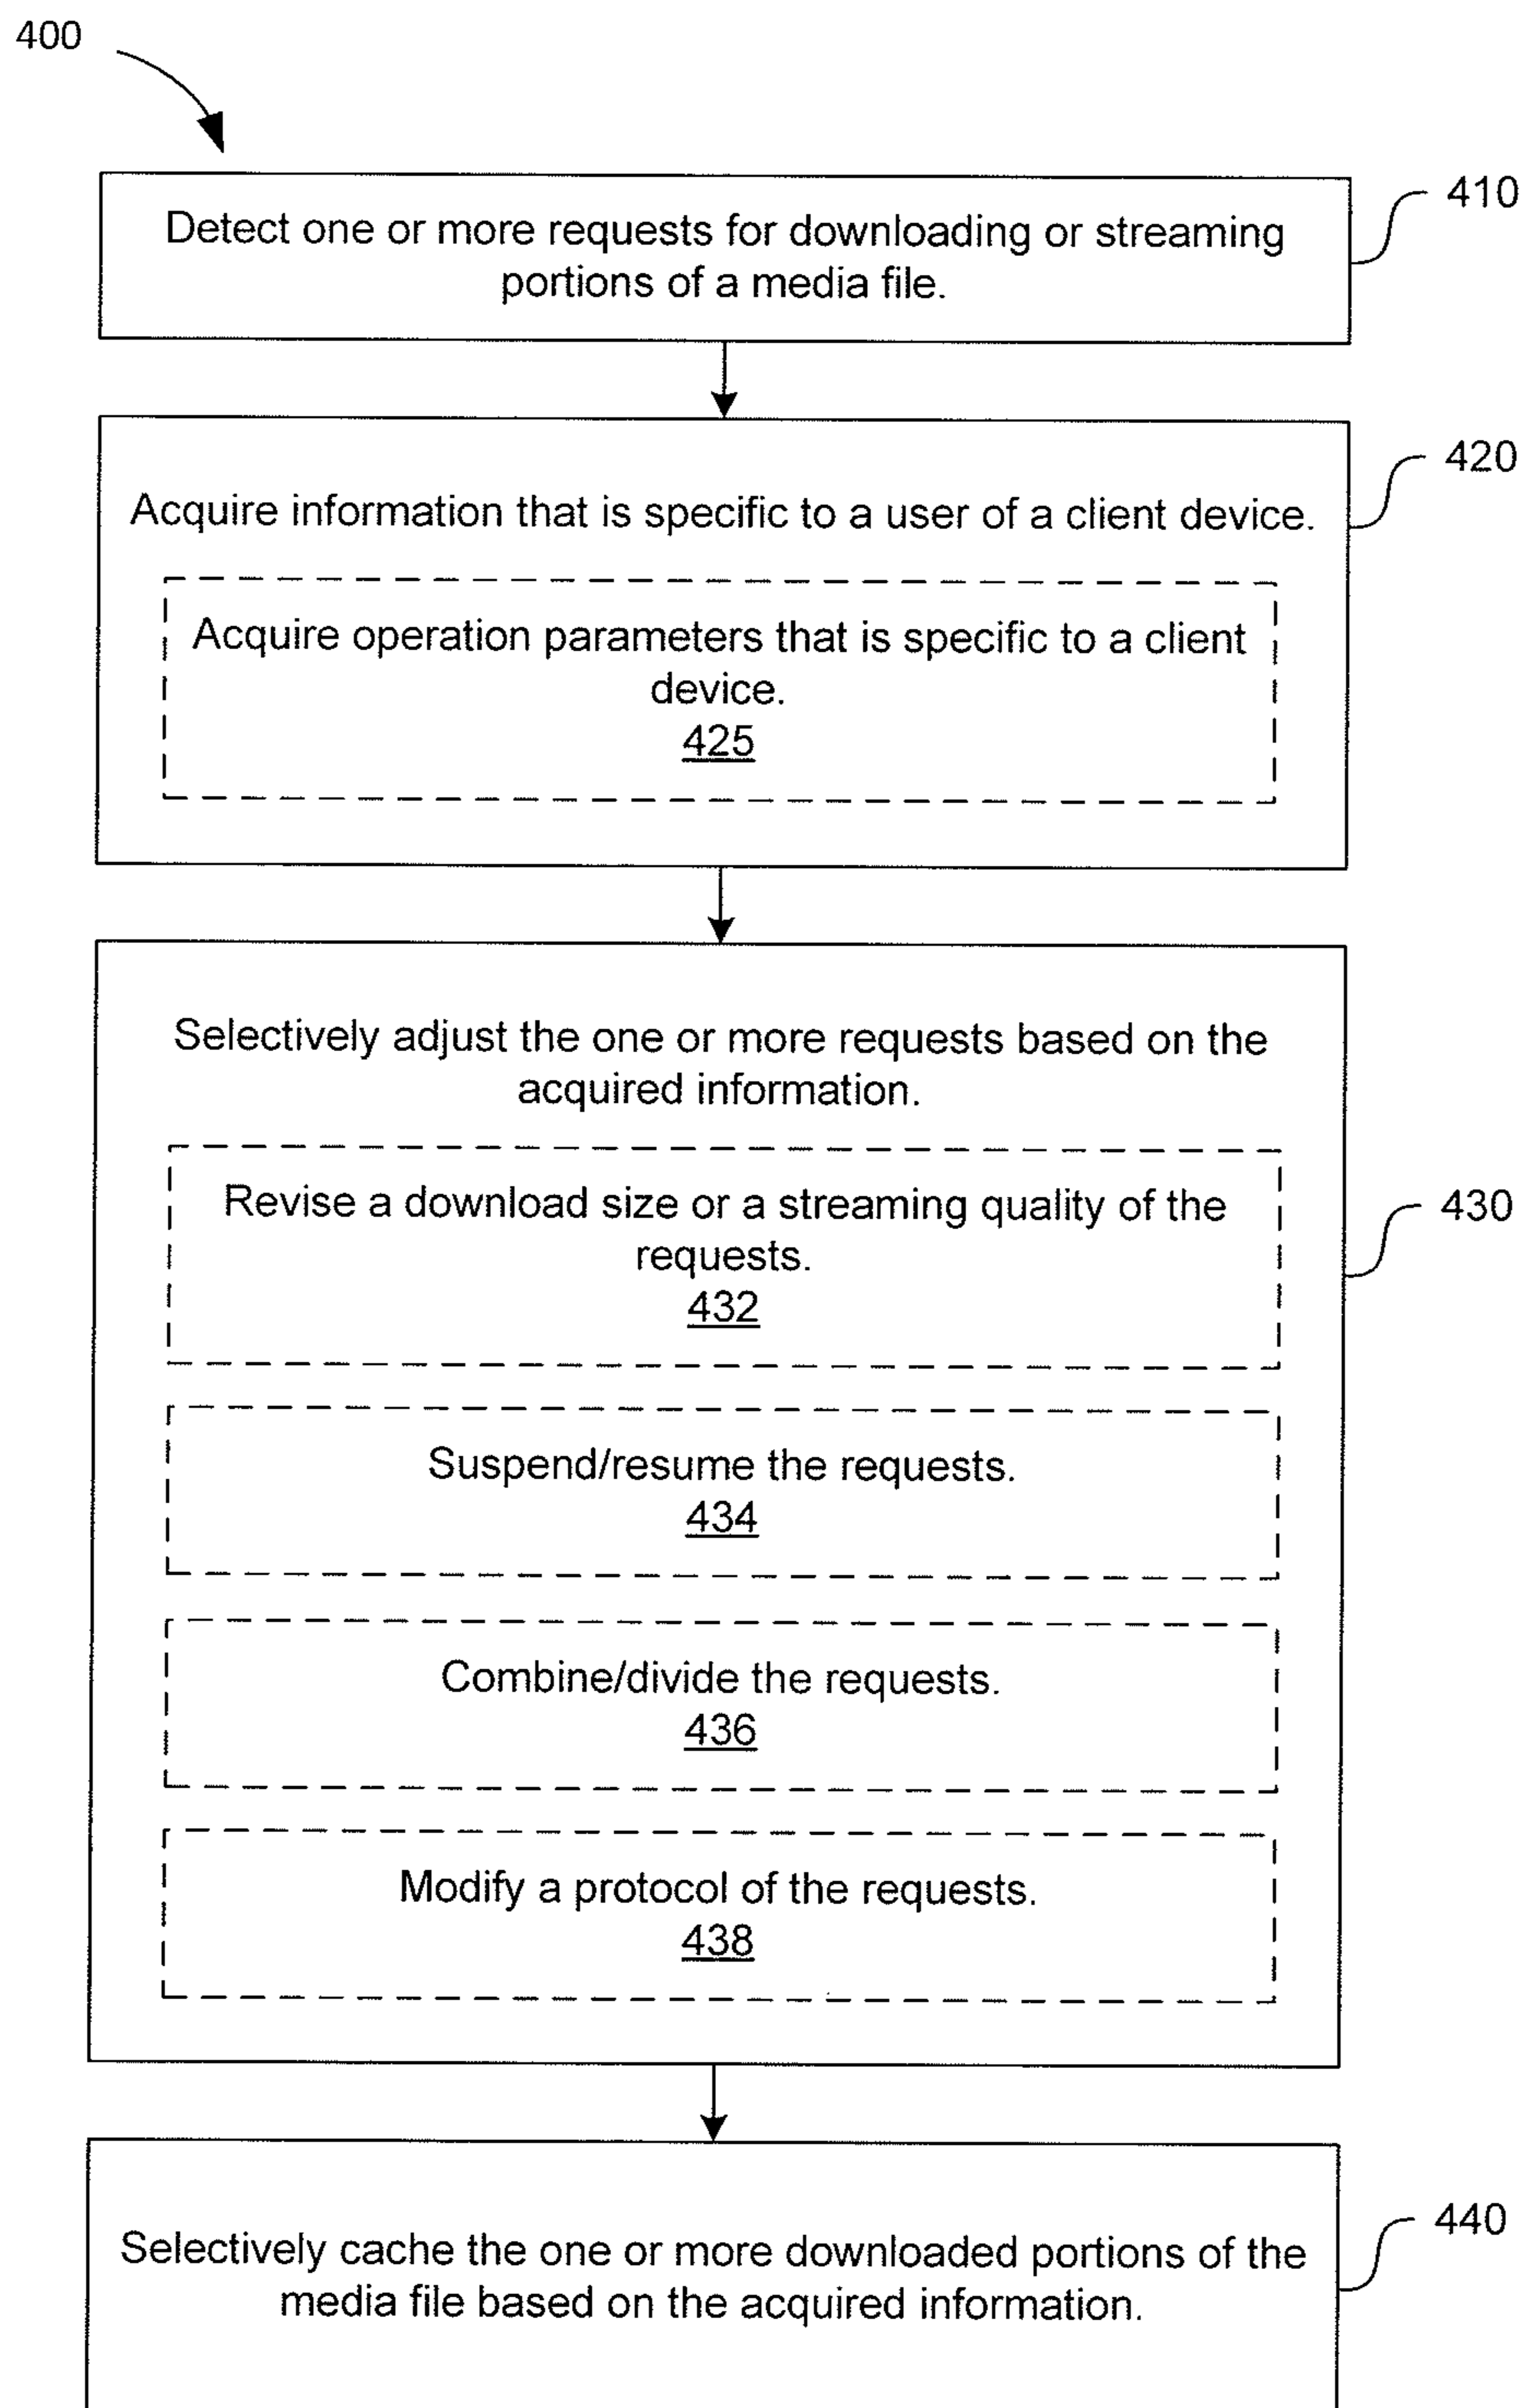 400
Detect one or more requests for downloading or streaming
portions of a media file.
410
Acquire information that is specific to a user of a client device.
420
Acquire operation parameters that is specific to a client
device.
425
Selectively adjust the one or more requests based on the
acquired information.
430
Revise a download size or a streaming quality of the
requests.
432
Suspend/resume the requests.
434
Combine/divide the requests.
436
Modify a protocol of the requests.
438
Selectively cache the one or more downloaded portions of the
media file based on the acquired information.
440